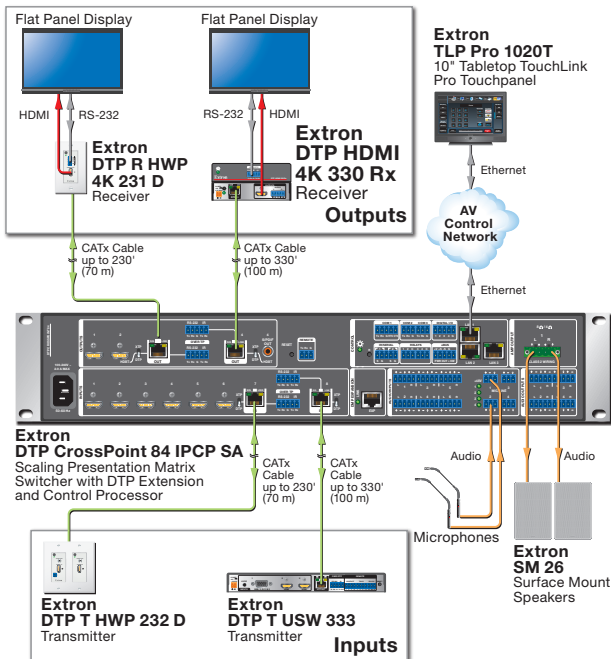 Flat Panel Display
Flat Panel Display
HDMI
RS-232
RS-232
HDMI
Extron
DTP R HWP
4K 231 D
Receiver
Extron
DTP HDMI
4K 330 Rx
Receiver
Outputs
Extron
TLP Pro 1020T
10" Tabletop TouchLink
Pro Touchpanel
Ethernet
AV
Control
Network
Ethernet
CATx Cable
up to 230'
(70 m)
CATx Cable
up to 330'
(100 m)
Extron
DTP CrossPoint 84 IPCP SA
Scaling Presentation Matrix
Switcher with DTP Extension
and Control Processor
CATx
Cable
up to 230'
(70 m)
CATx
Cable
up to 330'
(100 m)
Audio
Audio
Microphones
Extron
SM 26
Surface Mount
Speakers
Extron
DTP T HWP 232 D
Transmitter
Extron
DTP T USW 333
Transmitter
Inputs